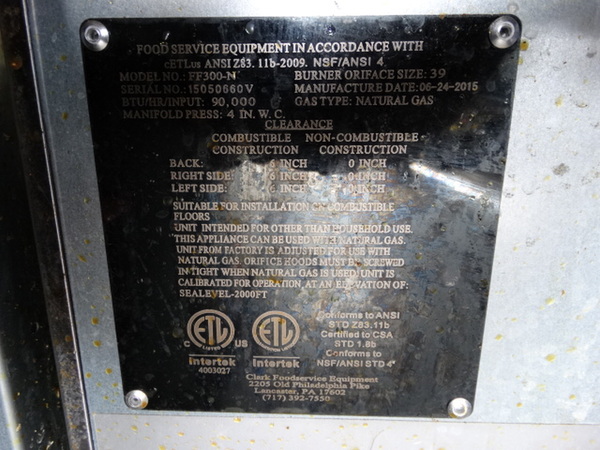 FOOD SERVICE EQUIPMENT IN ACCORDANCE WITH
cETLus ANSI Z83. 11b-2009. NSF/ANSI 4
MODEL NO: FF300-N BURNER ORIFACE SIZE: 39
SERIAL NO: 15050660V MANUFACTURE DATE:06-24-2015
BTU/HR/INPUT: 90,000 GAS TYPE: NATURAL GAS
MANIFOLD PRESS: 4 IN. W. C.
CLEARANCE
COMBUSTIBLE NON-COMBUSTIBLE
CONSTRUCTION CONSTRUCTION
BACK: 6 INCH 0 INCH
RIGHT SIDE: 6 INCH 0 INCH
LEFT SIDE: 6 INCH 0 INCH
SUITABLE FOR INSTALLATION ON COMBUSTIBLE
FLOORS
UNIT INTENDED FOR OTHER THAN HOUSEHOLD USE.
THIS APPLIANCE CAN BE USED WITH NATURAL GAS.
UNIT FROM FACTORY IS ADJUSTED FOR USE WITH
NATURAL GAS. ORIFICE HOODS MUST BE SCREWED
IN TIGHT WHEN NATURAL GAS IS USED. UNIT IS
CALIBRATED FOR OPERATION, AT AN ELEVATION OF
SEALEVEL-2000FT
ETL LISTED
C US
Intertek
4003027
ETL
Intertek
Conforms to ANSI
STD Z83.11b
Certified to CSA
STD 1.8b
Conforms to
NSF/ANSI STD 4
Clark Foodservice Equipment
2205 Old Philadelphia Pike
Lancaster, PA 17602
(717) 392-7550